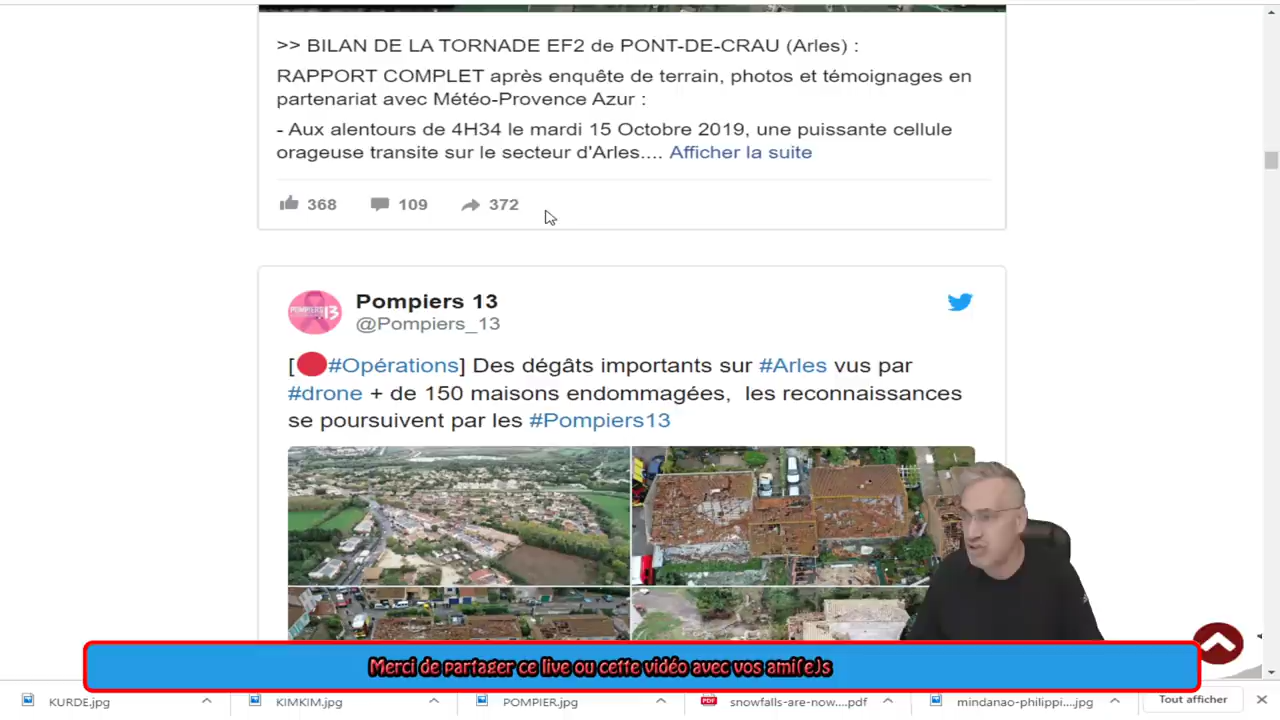 >> BILAN DE LA TORNADE EF2 de PONT-DE-CRAU (Arles) :
RAPPORT COMPLET après enquête de terrain, photos et témoignages en
partenariat avec Météo-Provence Azur :
- Aux alentours de 4H34 le mardi 15 Octobre 2019, une puissante cellule
orageuse transite sur le secteur d'Arles.... Afficher la suite
368 109 372
POMPIERS 13
Pompiers 13
@Pompiers_13
[🔴#Opérations] Des dégâts importants sur #Arles vus par
#drone + de 150 maisons endommagées, les reconnaissances
se poursuivent par les #Pompiers13
Merci de partager ce live ou cette vidéo avec vos ami(e)s
KURDE.jpg KIMKIM.jpg POMPIER.jpg PDF snowfalls-are-now....pdf mindanao-philippi....jpg Tout afficher